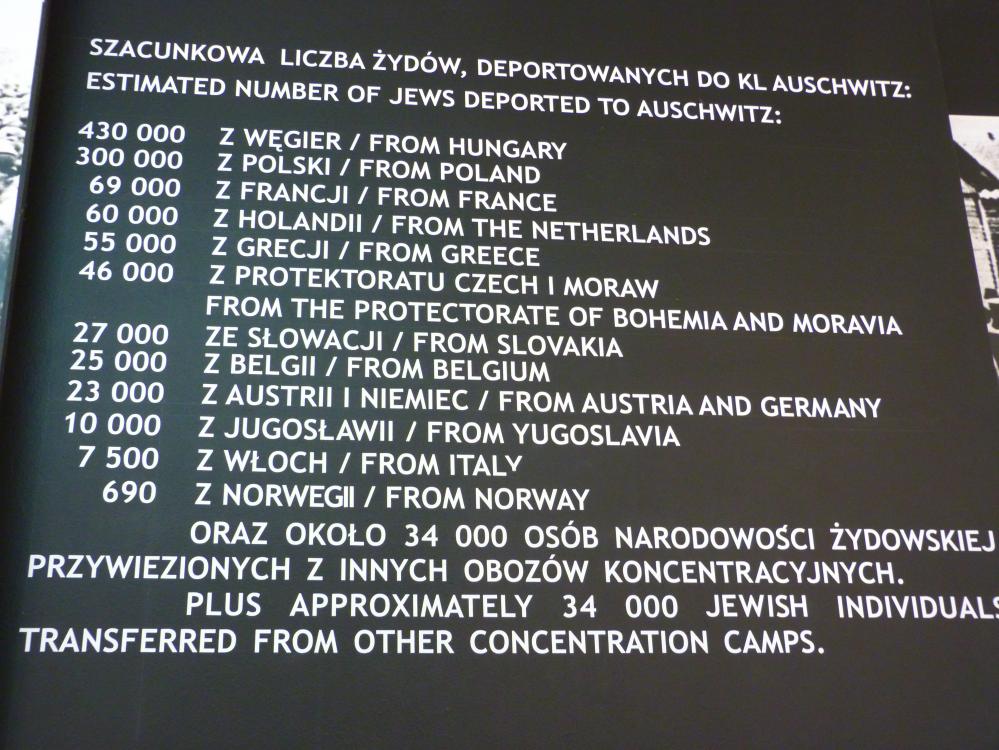 SZACUNKOWA LICZBA ŻYDÓW, DEPORTOWANYCH DO KL AUSCHWITZ:
ESTIMATED NUMBER OF JEWS DEPORTED TO AUSCHWITZ:
430 000 Z WĘGIER / FROM HUNGARY
300 000 Z POLSKI / FROM POLAND
69 000 Z FRANCJI / FROM FRANCE
60 000 Z HOLANDII / FROM THE NETHERLANDS
55 000 Z GRECJI / FROM GREECE
46 000 Z PROTEKTORATU CZECH I MORAW
FROM THE PROTECTORATE OF BOHEMIA AND MORAVIA
27 000 ZE SŁOWACJI / FROM SLOVAKIA
25 000 Z BELGII / FROM BELGIUM
23 000 Z AUSTRII I NIEMIEC / FROM AUSTRIA AND GERMANY
10 000 Z JUGOSŁAWII / FROM YUGOSLAVIA
7 500 Z WŁOCH / FROM ITALY
690 Z NORWEGII / FROM NORWAY
ORAZ OKOŁO 34 000 OSÓB NARODOWOŚCI ŻYDOWSKIEJ
PRZYWIEZIONYCH Z INNYCH OBOZÓW KONCENTRACYJNYCH.
PLUS APPROXIMATELY 34 000 JEWISH INDIVIDUALS
TRANSFERRED FROM OTHER CONCENTRATION CAMPS.